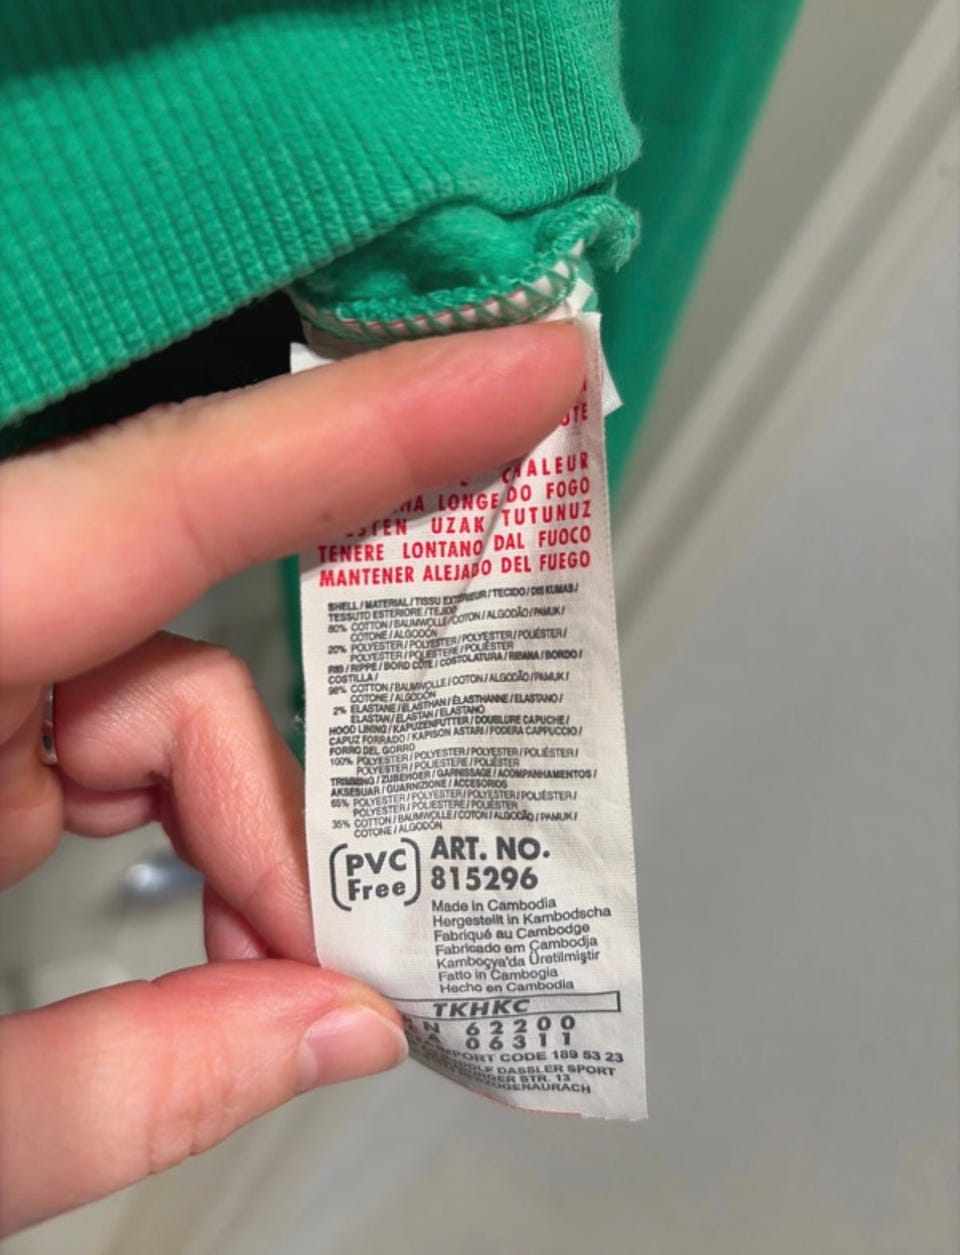 OTE
CHALEUR
LONGE DO FOGO
UZAK TUTUNUZ
TENERE LONTANO DAL FUOCO
MANTENER ALEJADO DEL FUEGO
SHELL / MATERIAL / TISSU EXTÉRIEUR / TECIDO / DIS KUMAS /
TESSUTO ESTERIORE / TEJIDO
80% COTTON / BAUMWOLLE / COTON / ALGODÃO / PAMUK /
COTONE / ALGODÓN
20% POLYESTER / POLYESTER / POLYESTER / POLIÉSTER /
POLYESTER / POLIESTERE / POLIÉSTER
RIB / RIPPE / BORD CÔTE / COSTOLATURA / RIBANA / BORDO /
COSTILLA /
98% COTTON / BAUMWOLLE / COTON / ALGODÃO / PAMUK /
COTONE / ALGODÓN
2% ELASTANE / ELASTHAN / ÉLASTHANNE / ELASTANO /
ELASTAN / ELASTAN / ELASTANO
HOOD LINING / KAPUZENFUTTER / DOUBLURE CAPUCHE /
CAPUZ FORRADO / KAPISON ASTARI / FODERA CAPPUCCIO /
FORRO DEL GORRO
100% POLYESTER / POLYESTER / POLYESTER / POLIÉSTER /
POLYESTER / POLIESTERE / POLIÉSTER
TRIMMING / ZUBEHOER / GARNISSAGE / ACOMPANHAMENTOS /
AKSESUAR / GUARNIZIONE / ACCESORIOS
65% POLYESTER / POLYESTER / POLYESTER / POLIÉSTER /
POLYESTER / POLIESTERE / POLIÉSTER
35% COTTON / BAUMWOLLE / COTON / ALGODÃO / PAMUK /
COTONE / ALGODÓN
PVC
Free
ART. NO.
815296
Made in Cambodia
Hergestellt in Kambodscha
Fabriqué au Cambodge
Fabricado em Cambodja
Kamboçya'da Üretilmiştir
Fatto in Cambogia
Hecho en Cambodia
TKHKC
N 62200
A 06311
IMPORT CODE 189 53 23
DASSLER SPORT
STR. 13
HERZOGENAURACH